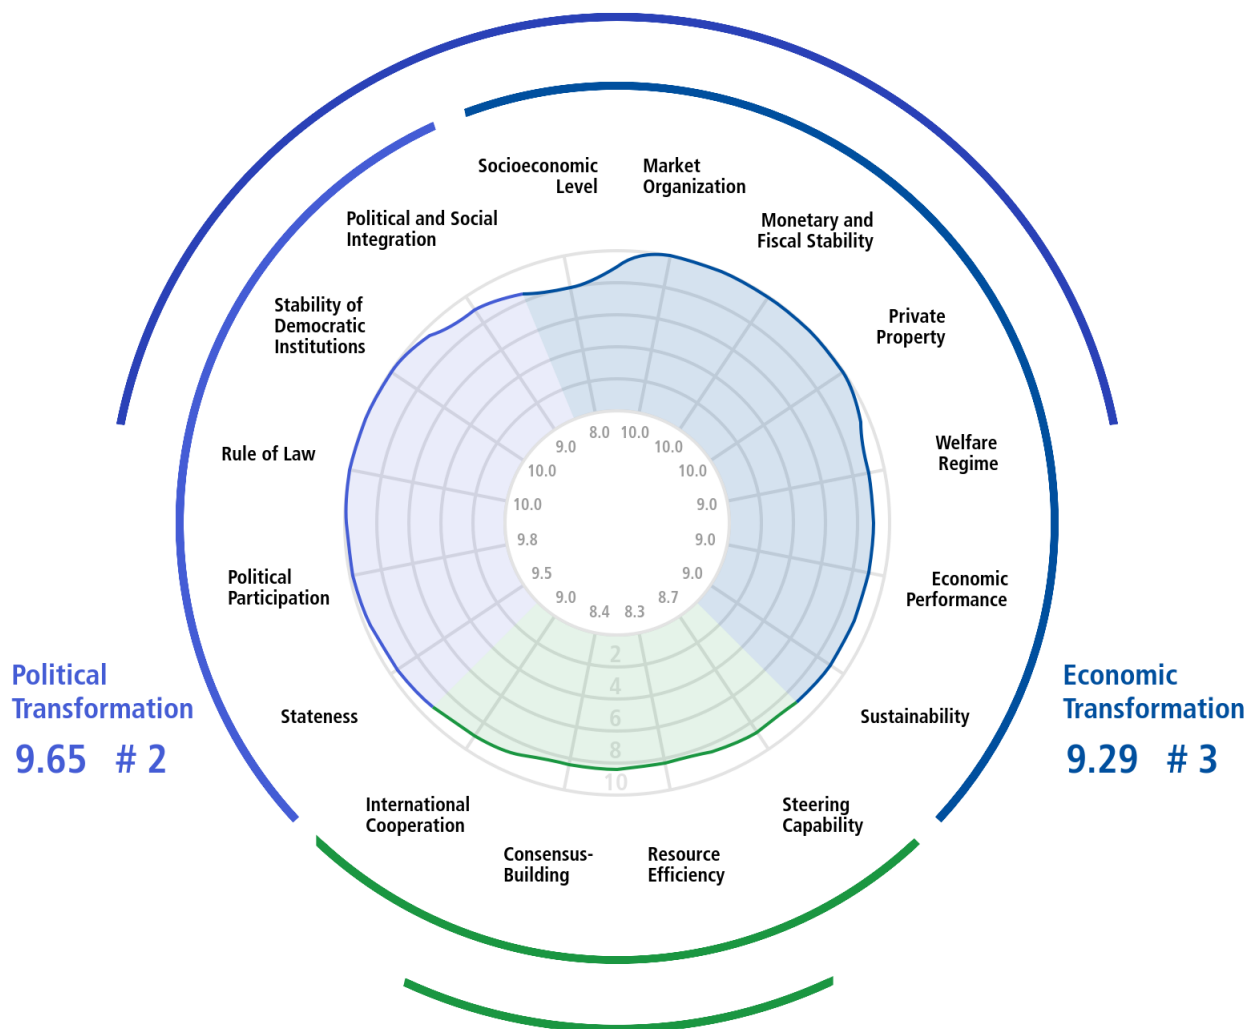 Socioeconomic
Level
Market
Organization
Political and Social
Integration
Monetary and
Fiscal Stability
Stability of
Democratic
Institutions
Private
Property
Rule of Law
Welfare
Regime
Political
Participation
Economic
Performance
Stateness
Sustainability
International
Cooperation
Steering
Capability
Consensus-
Building
Resource
Efficiency
8.0
10.0
9.0
10.0
10.0
10.0
10.0
9.0
9.8
9.0
9.5
9.0
9.0
8.7
8.4
8.3
2
4
6
8
10
Political
Transformation
9.65 # 2
Economic
Transformation
9.29 # 3